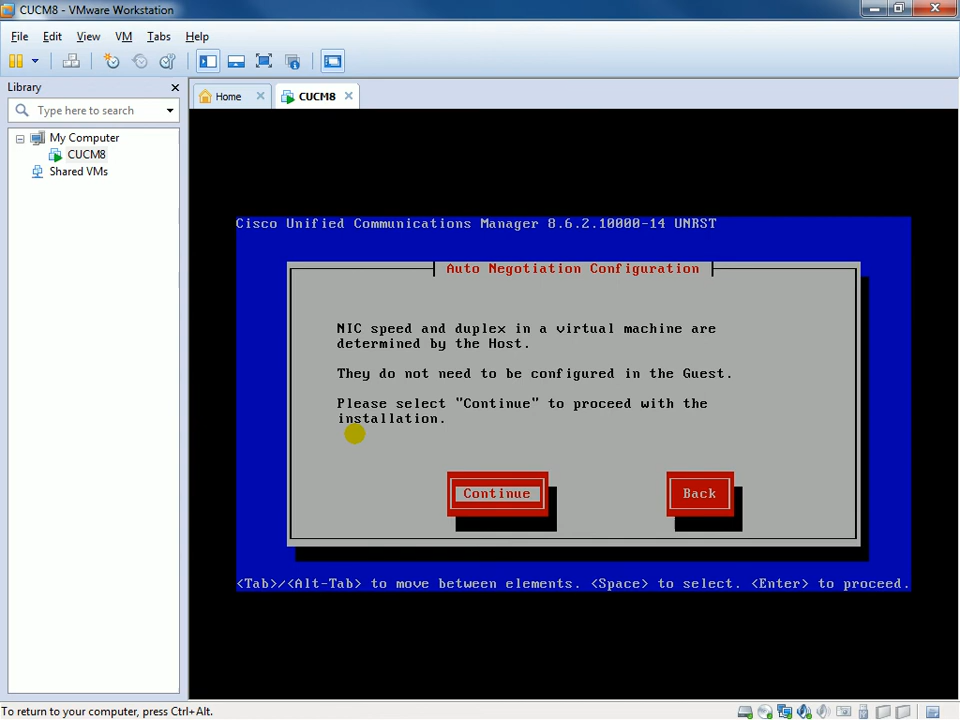 CUCM8 - VMware Workstation
File Edit View VM Tabs Help
Library
Type here to search
My Computer
CUCM8
Shared VMs
Home
CUCM8
Cisco Unified Communications Manager 8.6.2.10000-14 UNRST
Auto Negotiation Configuration
NIC speed and duplex in a virtual machine are
determined by the Host.
They do not need to be configured in the Guest.
Please select "Continue" to proceed with the
installation.
Continue
Back
<Tab>/<Alt-Tab> to move between elements. <Space> to select. <Enter> to proceed.
To return to your computer, press Ctrl+Alt.